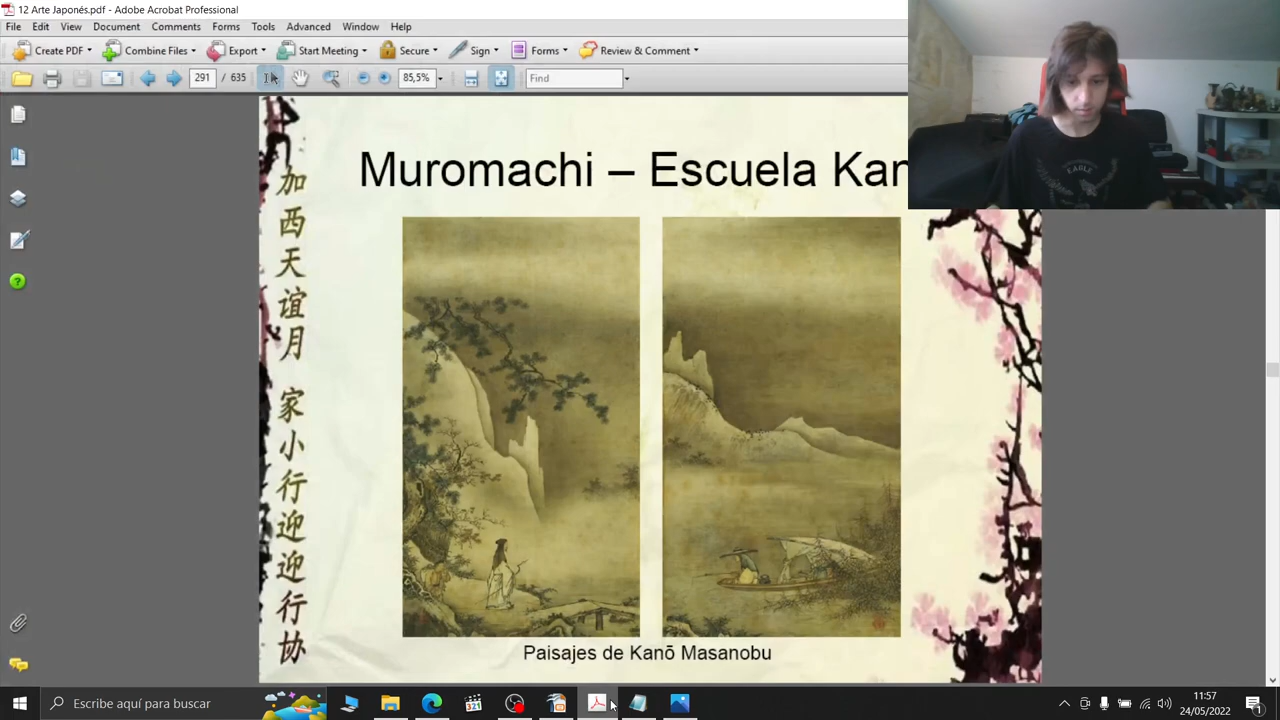 12 Arte Japonés.pdf - Adobe Acrobat Professional
File Edit View Document Comments Forms Tools Advanced Window Help
Create PDF Combine Files Export Start Meeting Secure Sign Forms Review & Comment
291 / 635 85,5% Find
Muromachi – Escuela Kan
加
西
天
谊
月
家
小
行
迎
迎
行
协
EAGLE
Paisajes de Kanō Masanobu
Escribe aquí para buscar
321
11:57
24/05/2022
1